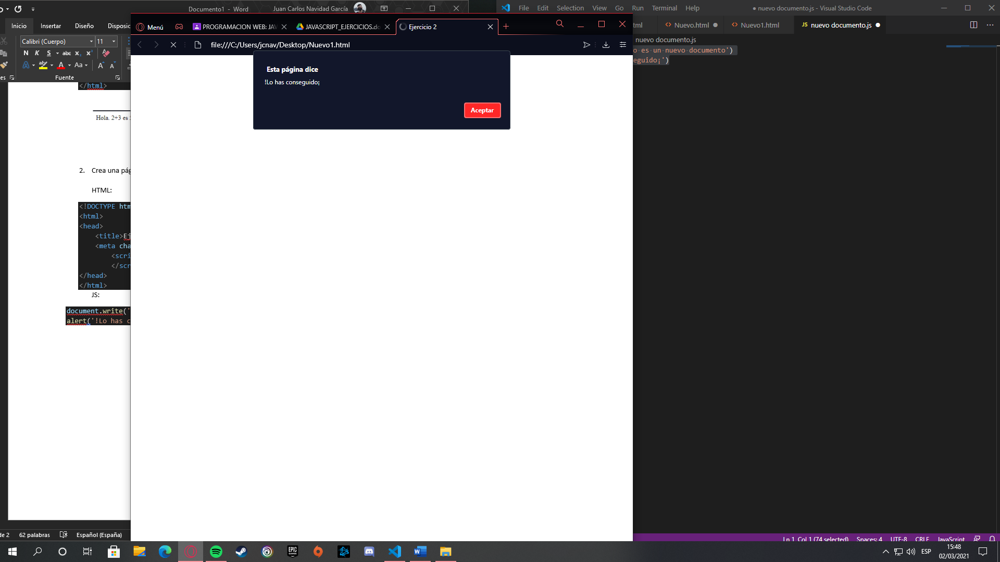 Documento1 - Word
Juan Carlos Navidad García
Inicio
Insertar
Diseño
Disposic
Calibri (Cuerpo)
11
N K S abc x₂ x²
A ab A Aa A A
es
Fuente
</html>
Hola. 2+3 es
2. Crea una pág
HTML:
<!DOCTYPE htm
<html>
<head>
<title>Ej
<meta cha
<scri
</scr
</head>
</html>
JS:
document.write('
alert('!Lo has c
de 2
62 palabras
Español (España)
Menú
PROGRAMACION WEB: JAV
JAVASCRIPT_EJERCICIOS.do
Ejercicio 2
file:///C:/Users/jcnav/Desktop/Nuevo1.html
Esta página dice
!Lo has conseguido¡
Aceptar
File Edit Selection View Go Run Terminal Help
● nuevo documento.js - Visual Studio Code
tml
Nuevo.html
Nuevo1.html
JS nuevo documento.js
nuevo documento.js
o es un nuevo documento')
eguido¡')
Ln 1, Col 1 (74 selected)
Spaces: 4
UTF-8
CRLF
JavaScript
EPIC GAMES
ESP
15:48
02/03/2021